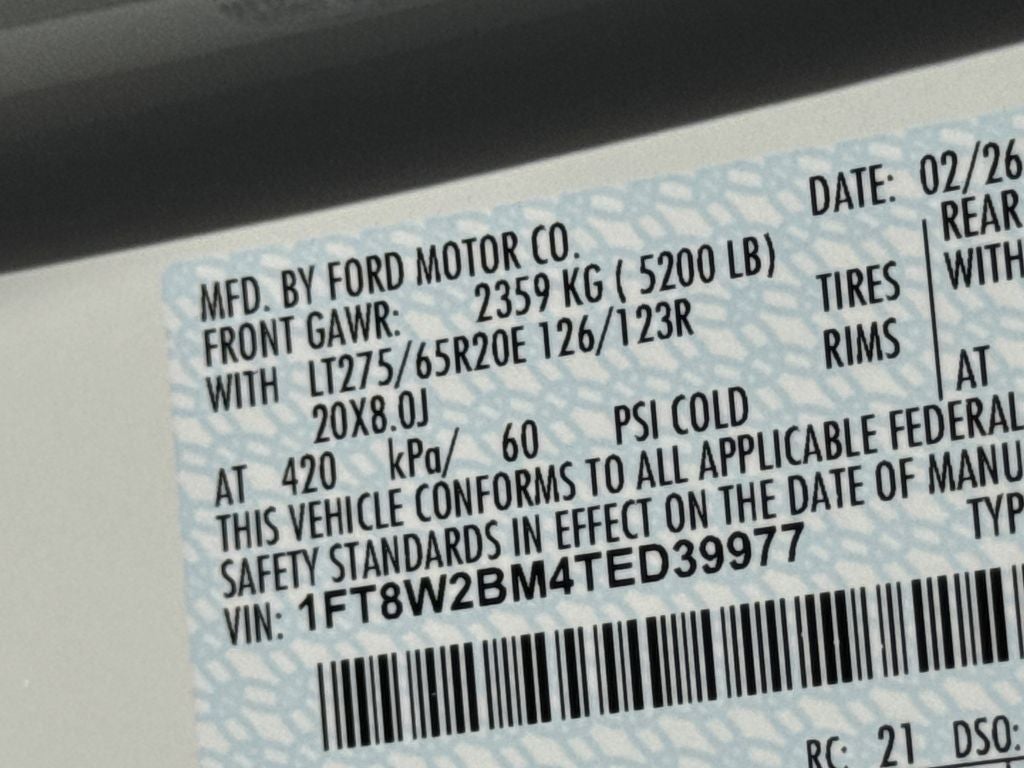 DATE: 02/26
MFD. BY FORD MOTOR CO.
FRONT GAWR: 2359 KG ( 5200 LB)
REAR
WITH LT275/65R20E 126/123R TIRES
WITH
20X8.0J RIMS
AT 420 kPa/ 60 PSI COLD
AT
THIS VEHICLE CONFORMS TO ALL APPLICABLE FEDERAL
SAFETY STANDARDS IN EFFECT ON THE DATE OF MANU
VIN: 1FT8W2BM4TED39977
TYP
RC: 21 DSO: